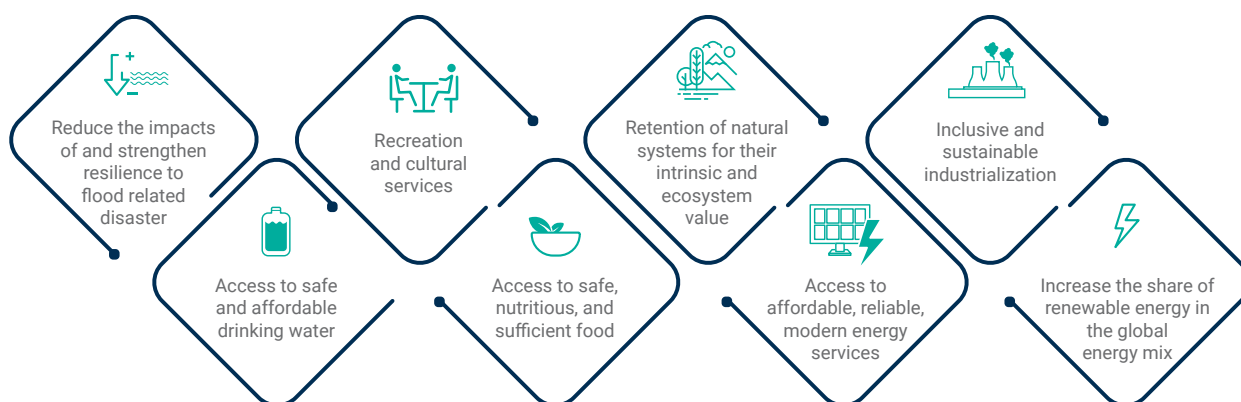 Reduce the impacts
of and strengthen
resilience to
flood related
disaster
Access to safe
and affordable
drinking water
Recreation
and cultural
services
Access to safe,
nutritious, and
sufficient food
Retention of natural
systems for their
intrinsic and
ecosystem
value
Access to
affordable, reliable,
modern energy
services
Inclusive and
sustainable
industrialization
Increase the share of
renewable energy in
the global
energy mix